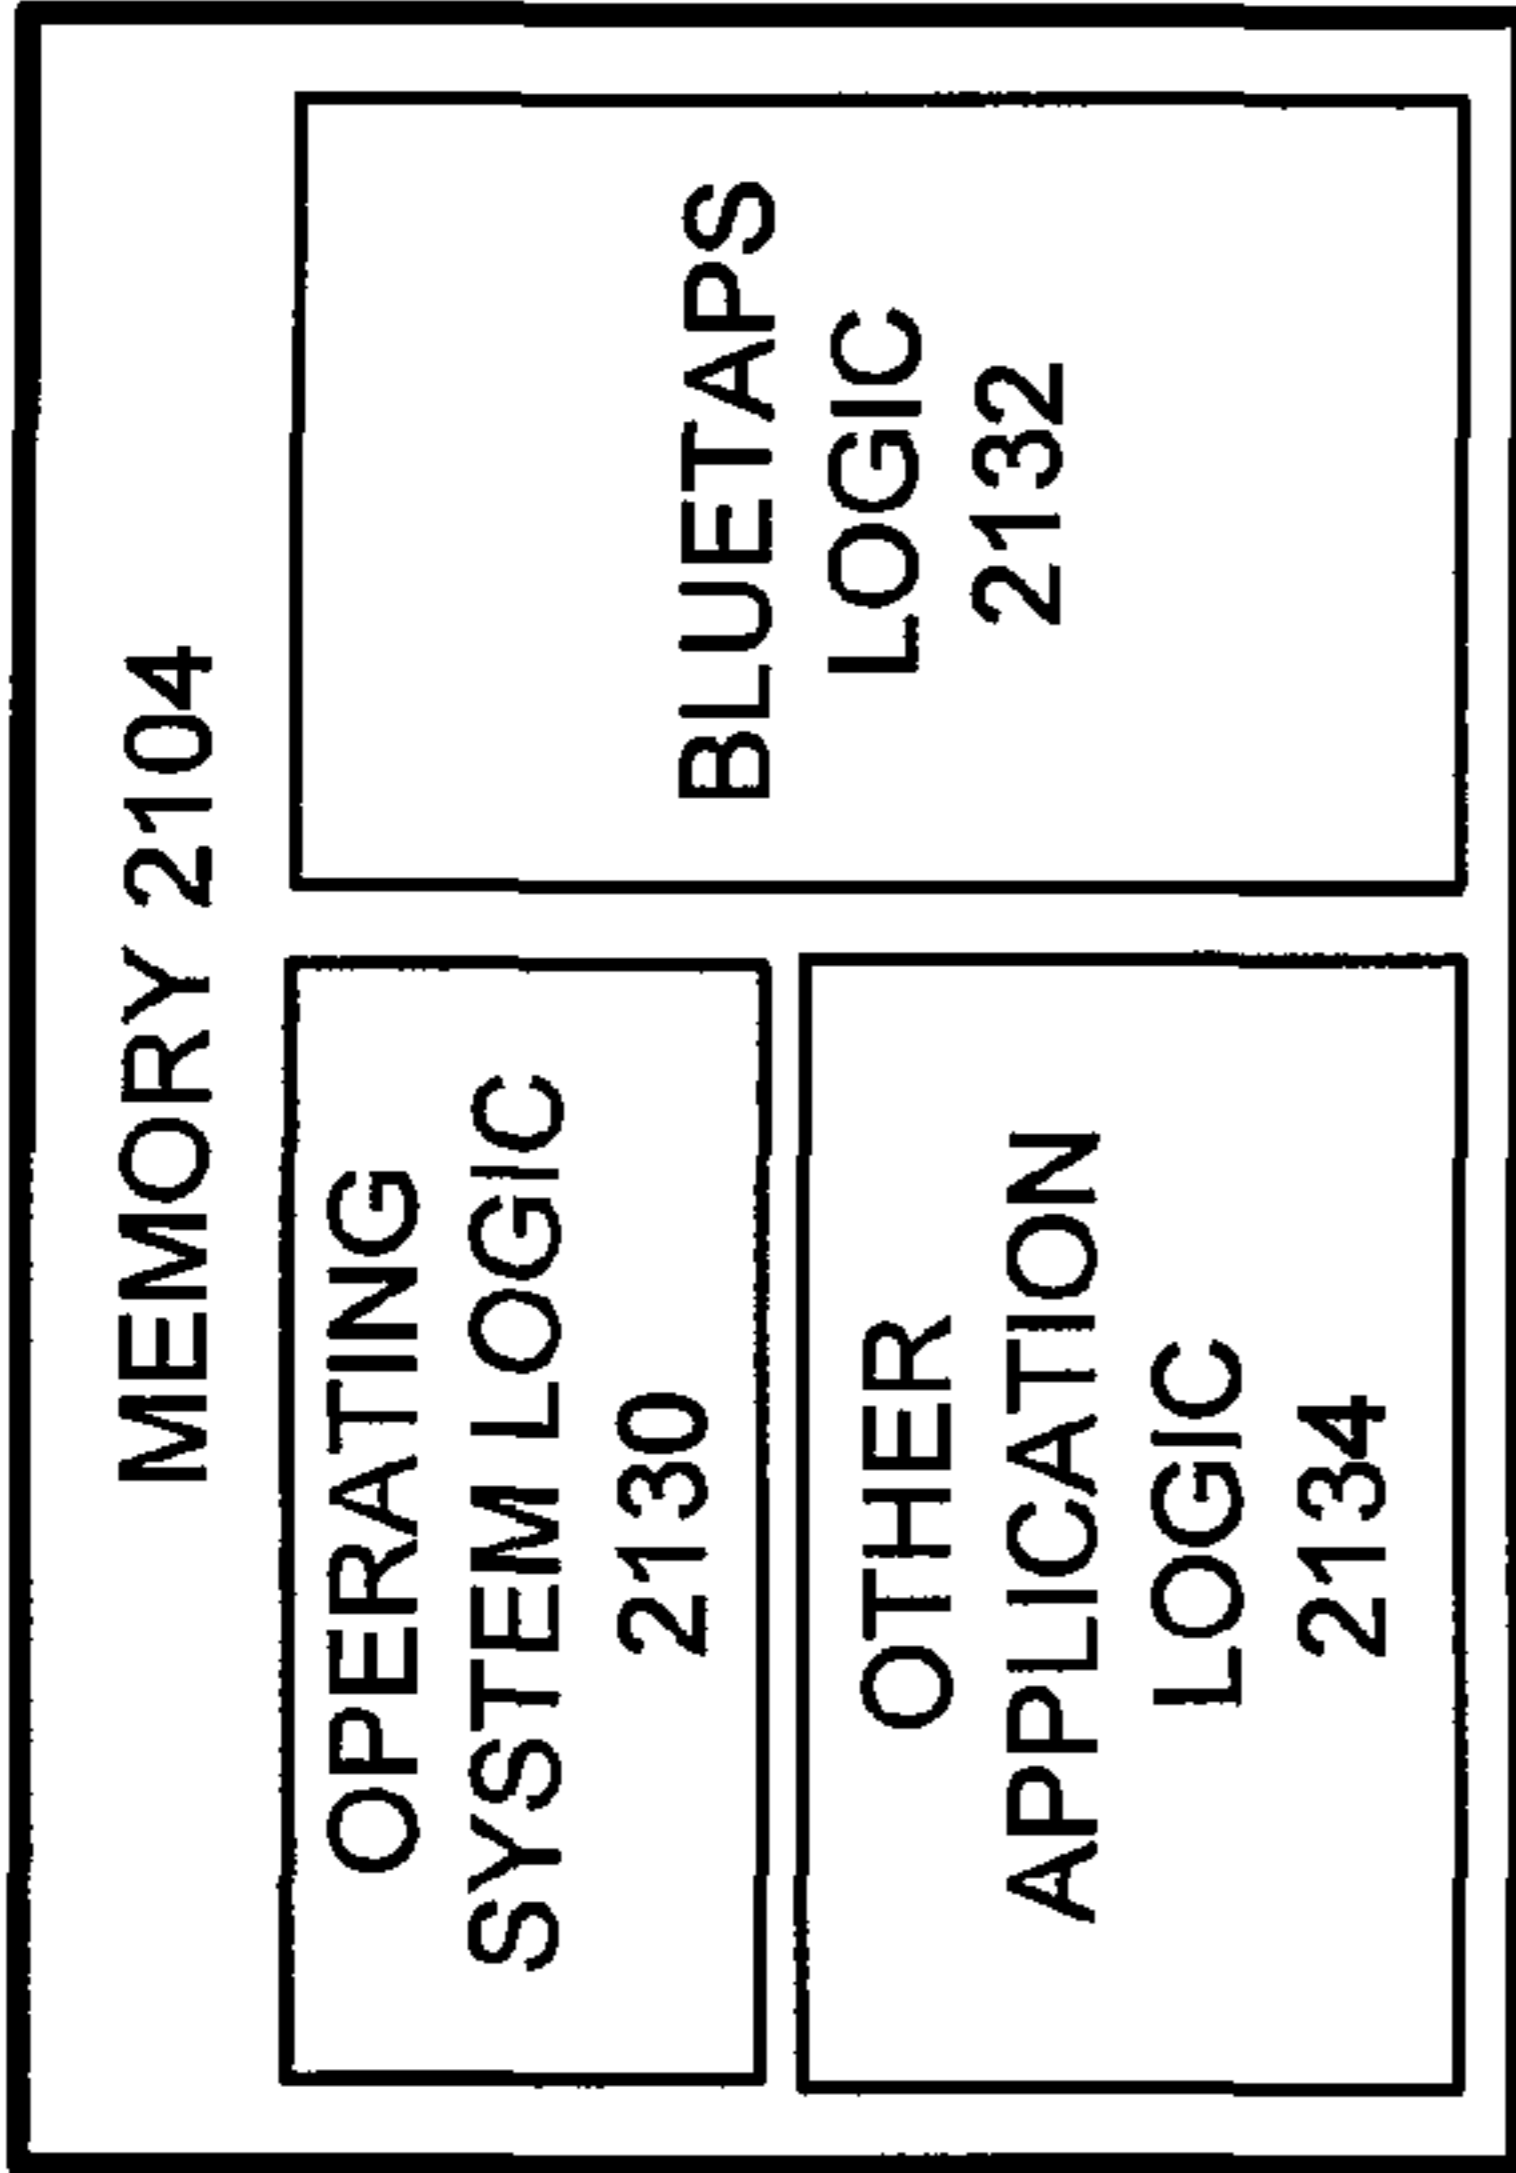 MEMORY 2104
OPERATING
SYSTEM LOGIC
2130
OTHER
APPLICATION
LOGIC
2134
BLUETAPS
LOGIC
2132